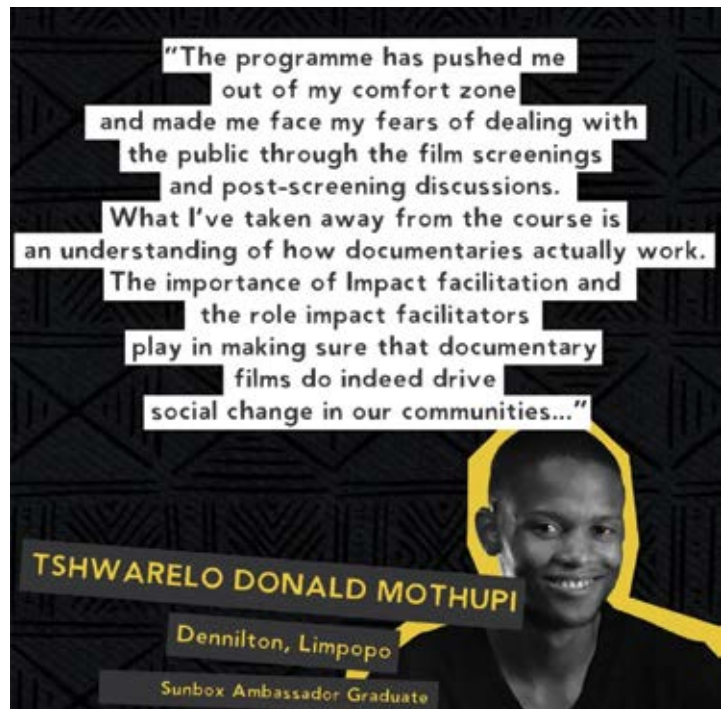 "The programme has pushed me
out of my comfort zone
and made me face my fears of dealing with
the public through the film screenings
and post-screening discussions.
What I've taken away from the course is
an understanding of how documentaries actually work.
The importance of Impact facilitation and
the role impact facilitators
play in making sure that documentary
films do indeed drive
social change in our communities..."
TSHWARELO DONALD MOTHUPI
Dennilton, Limpopo
Sunbox Ambassador Graduate